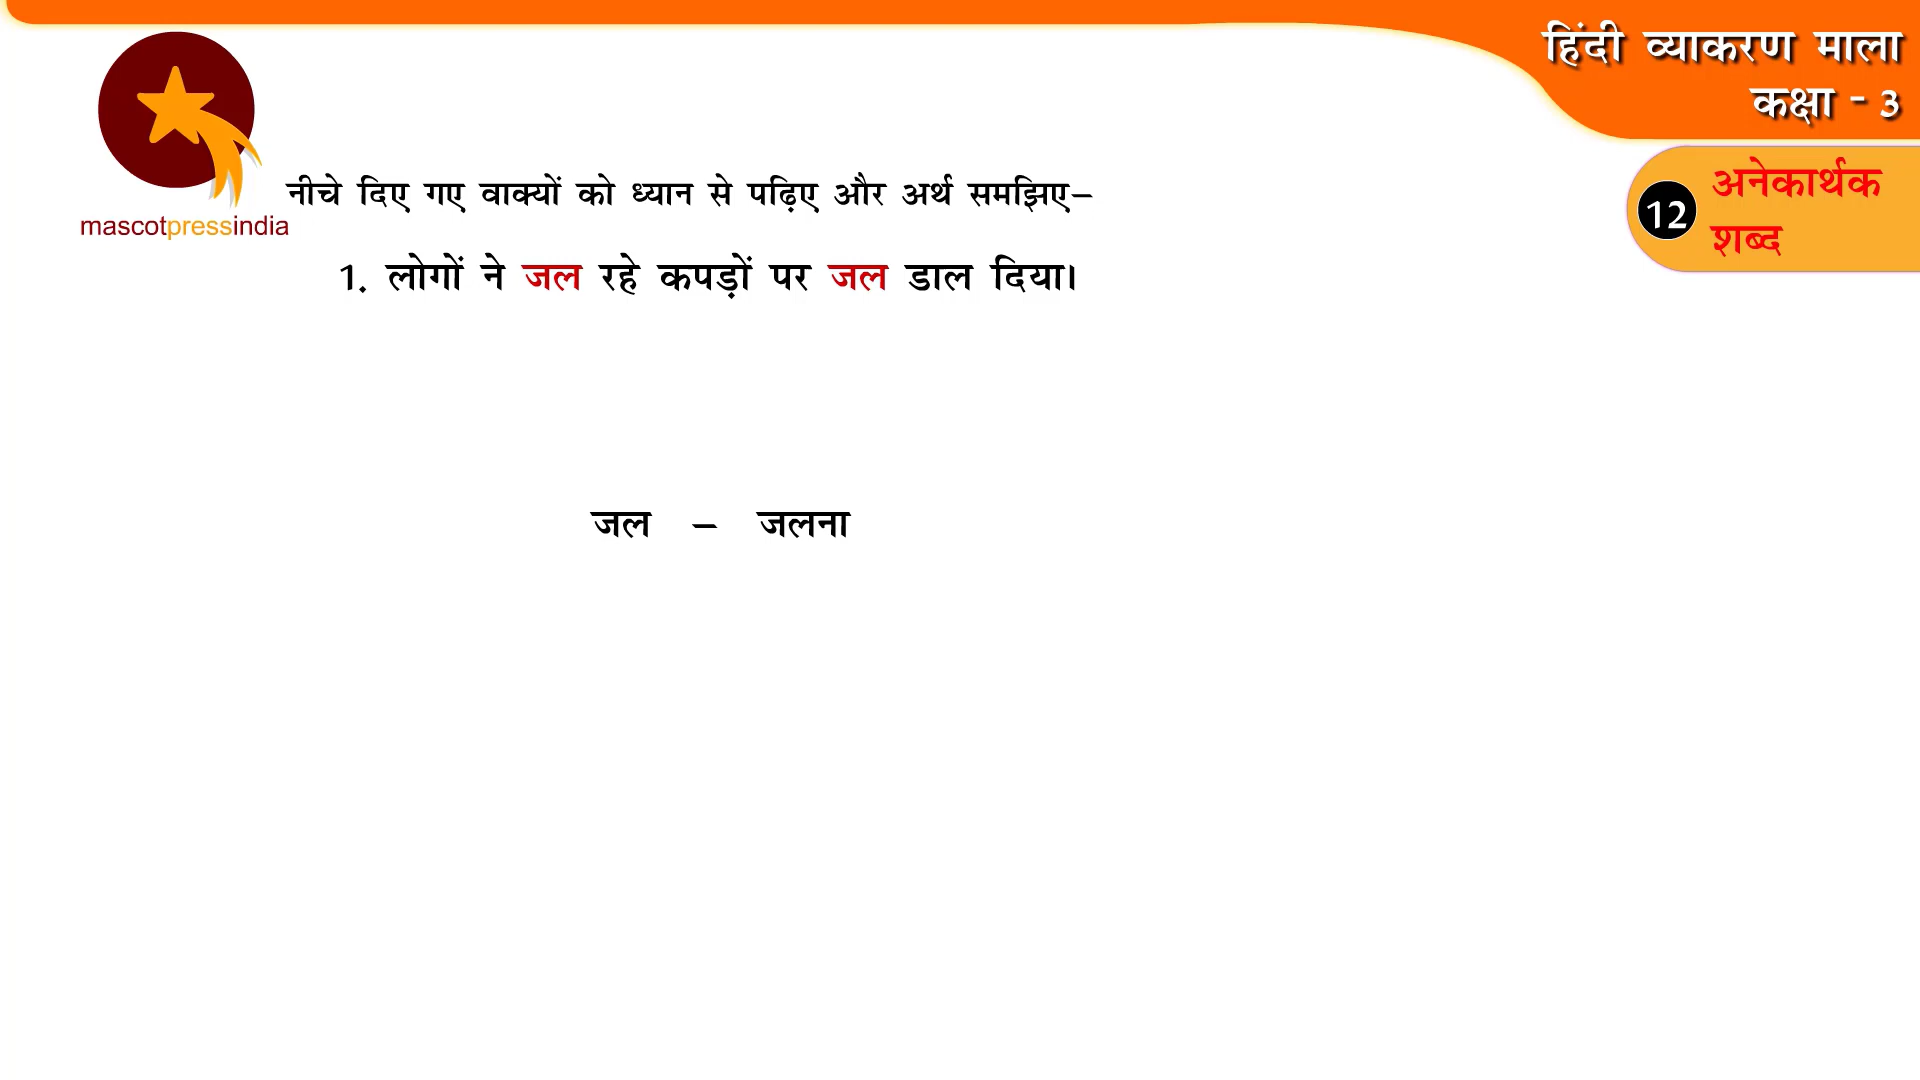 हिंदी व्याकरण माला
कक्षा - 3
12 अनेकार्थक
शब्द
mascotpressindia
नीचे दिए गए वाक्यों को ध्यान से पढ़िए और अर्थ समझिए–
1. लोगों ने जल रहे कपड़ों पर जल डाल दिया।
जल – जलना